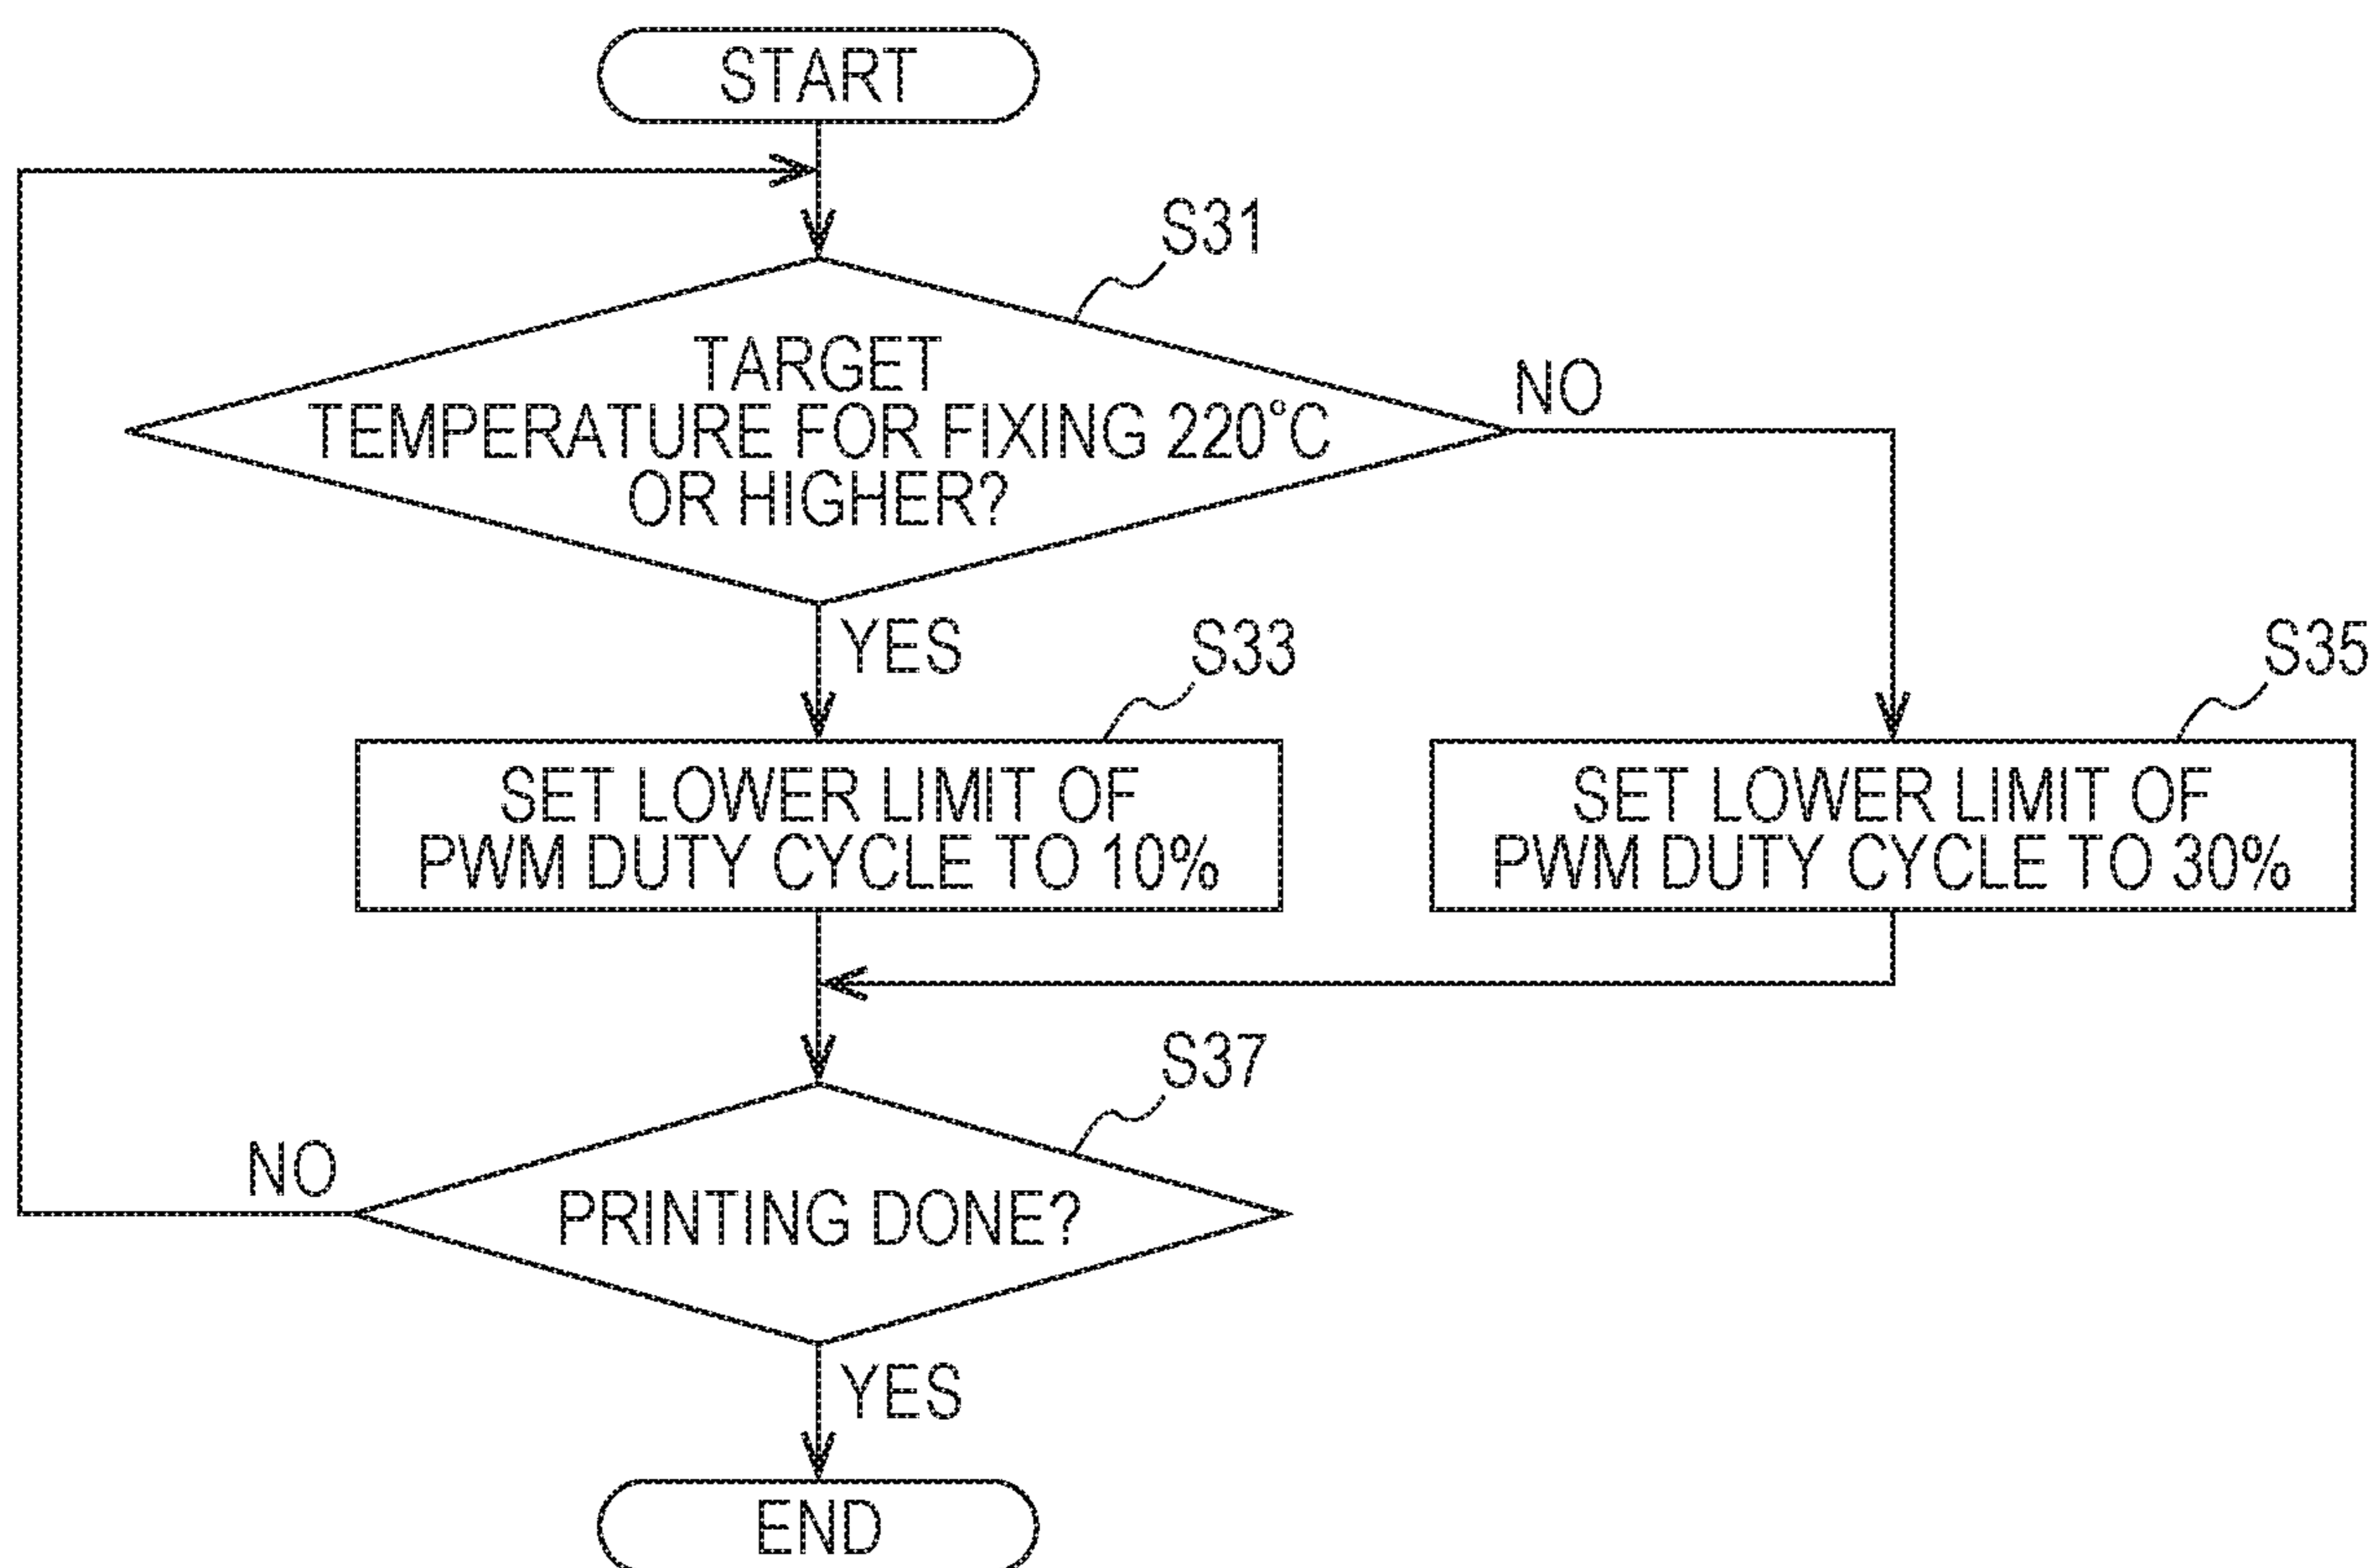 START
S31
TARGET
TEMPERATURE FOR FIXING 220°C
OR HIGHER?
NO
YES
S33
S35
SET LOWER LIMIT OF
PWM DUTY CYCLE TO 10%
SET LOWER LIMIT OF
PWM DUTY CYCLE TO 30%
S37
NO
PRINTING DONE?
YES
END